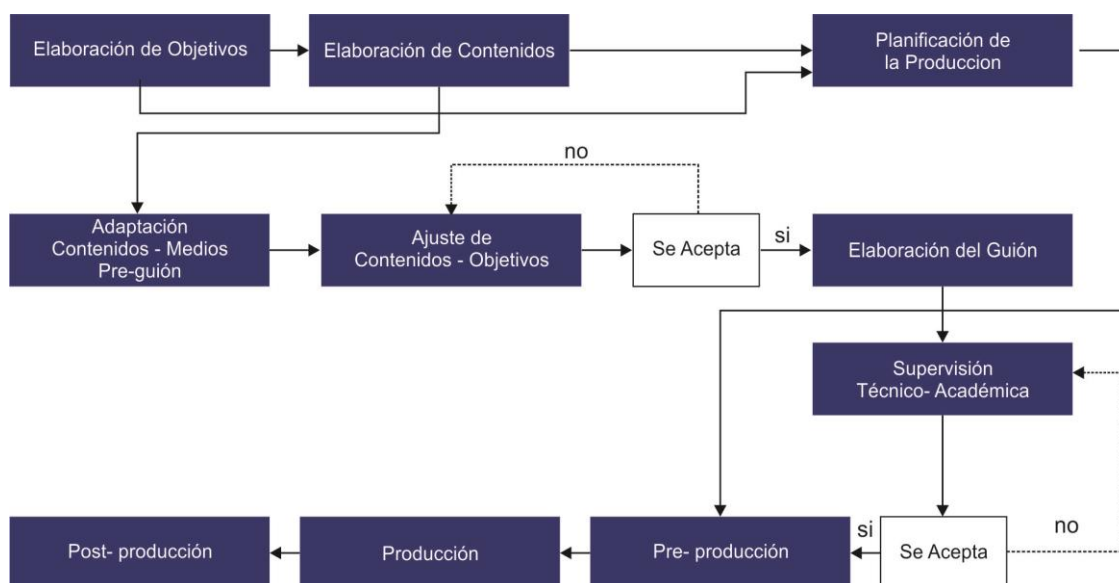 Elaboración de Objetivos
Elaboración de Contenidos
Planificación de
la Produccion
no
Adaptación
Contenidos - Medios
Pre-guión
Ajuste de
Contenidos - Objetivos
Se Acepta
si
Elaboración del Guión
Supervisión
Técnico- Académica
Post- producción
Producción
Pre- producción
si
Se Acepta
no